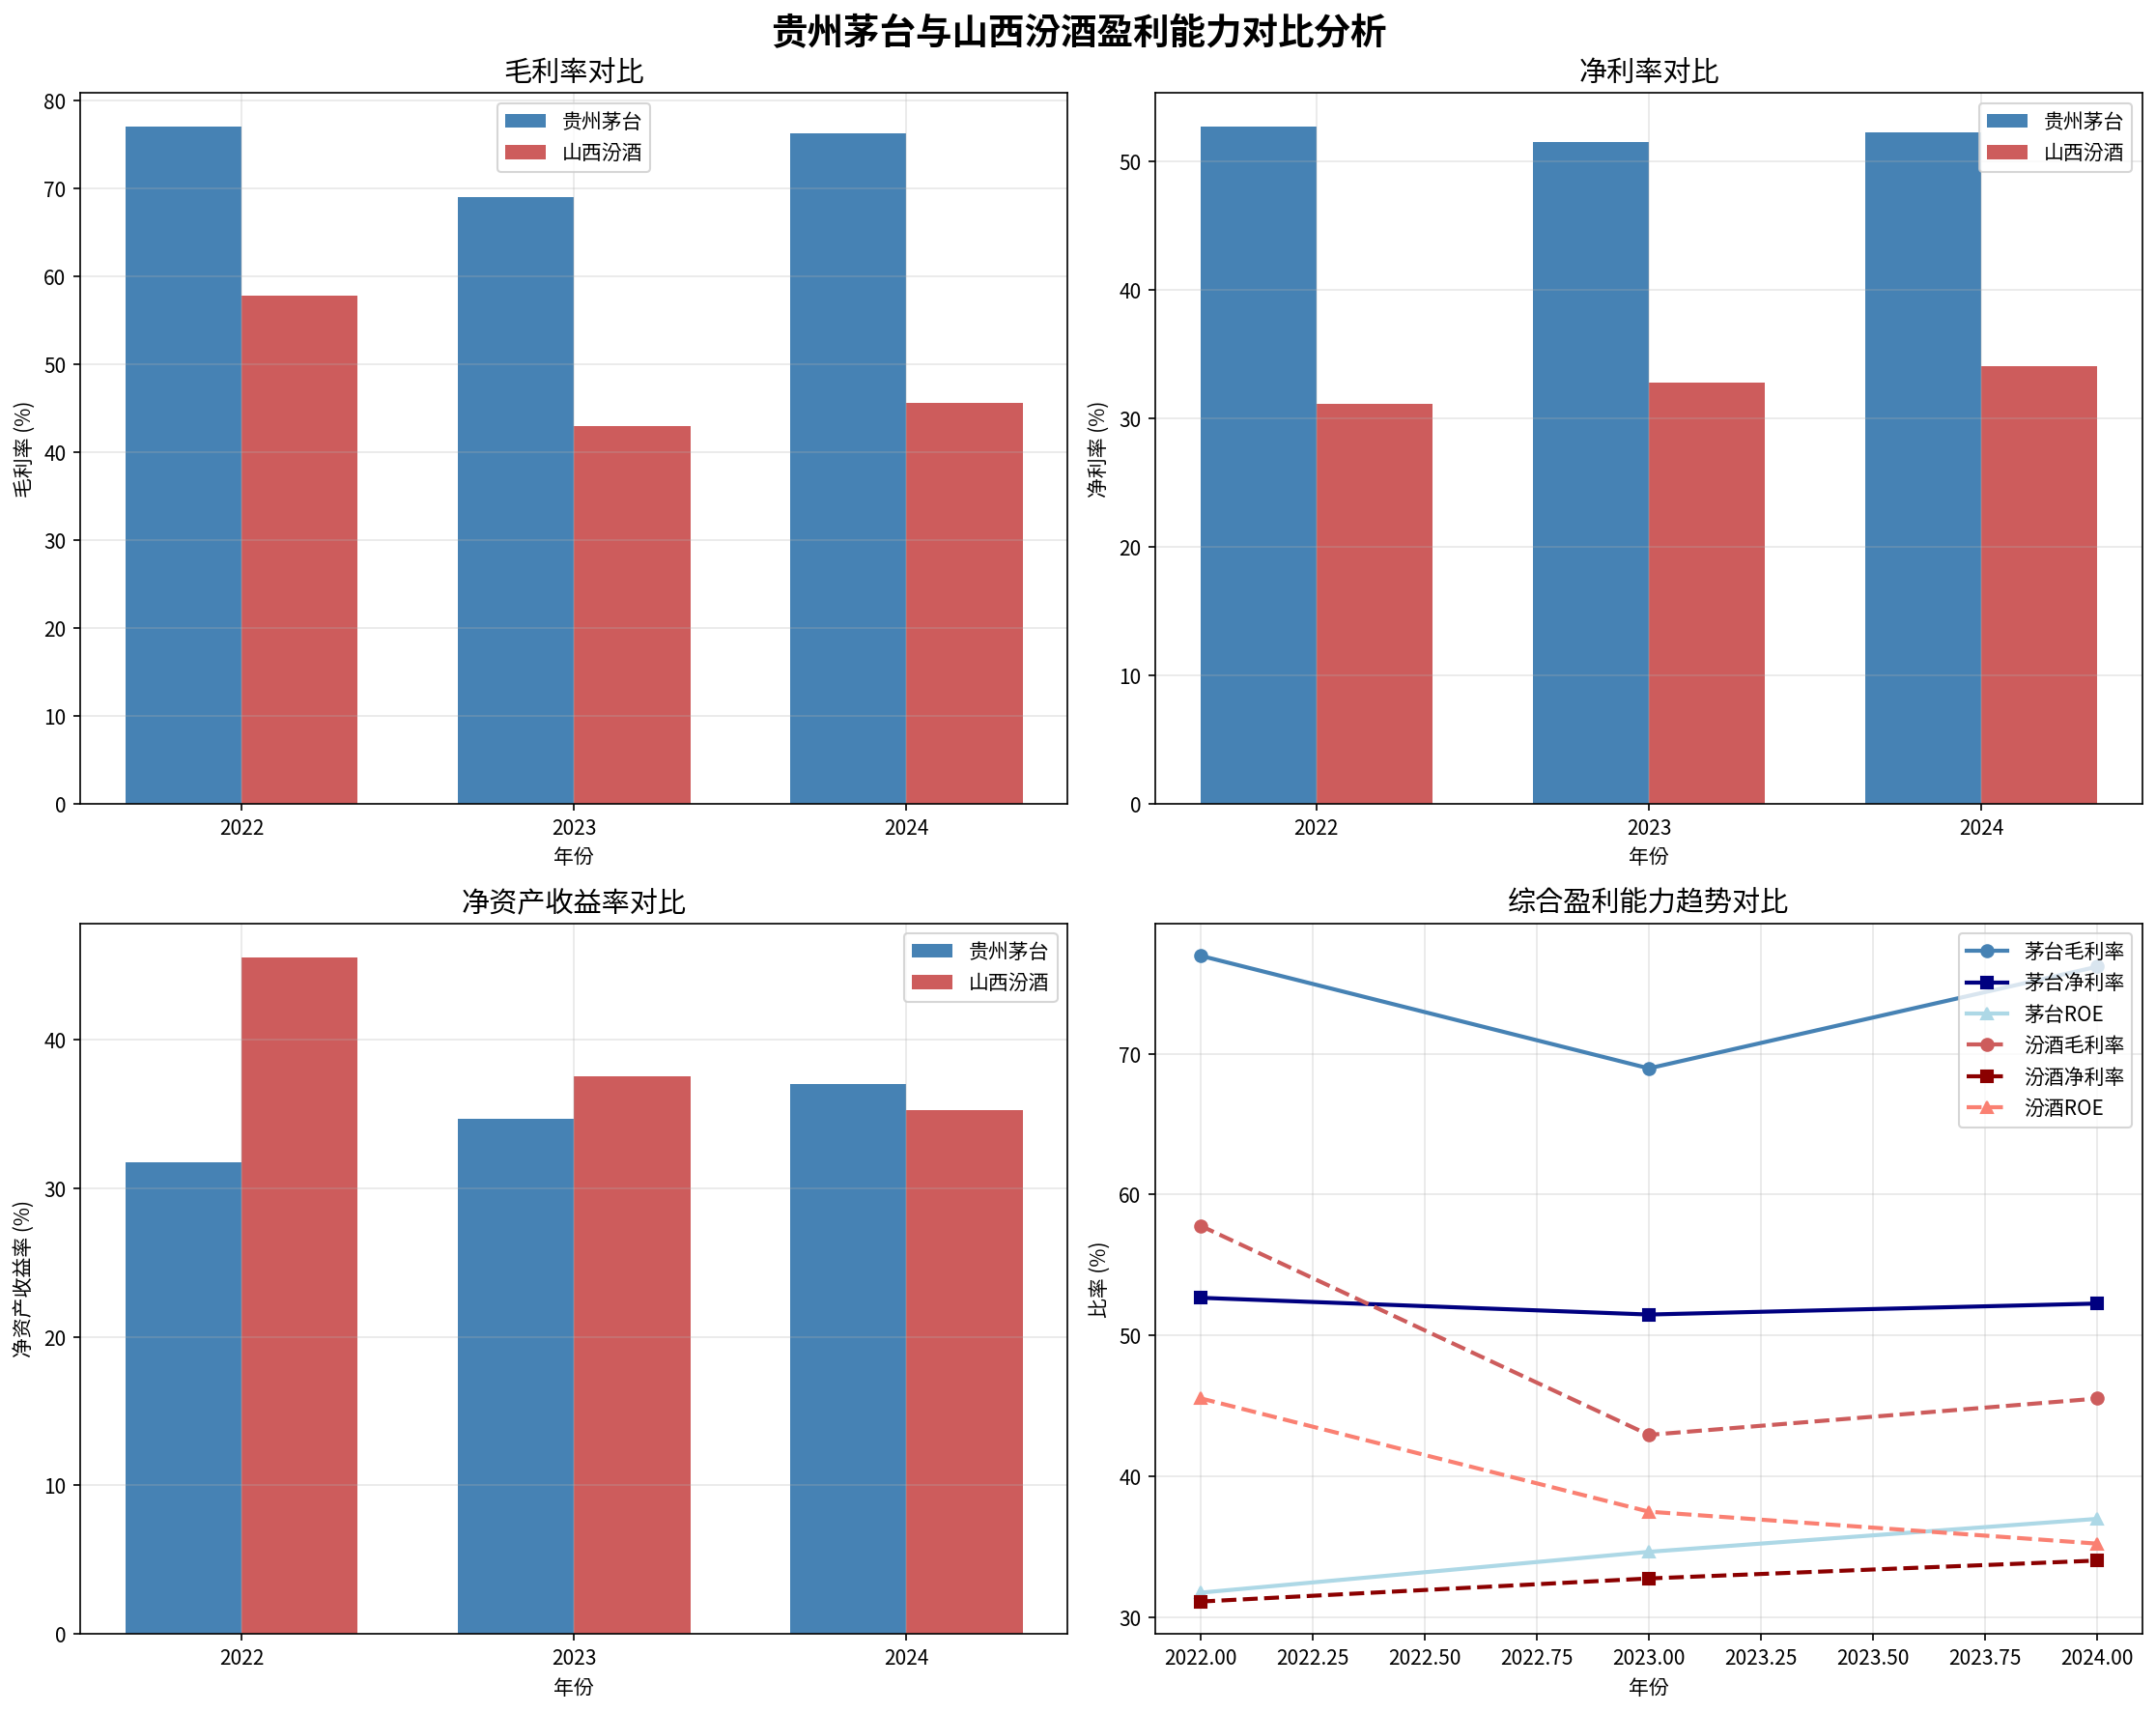 贵州茅台与山西汾酒盈利能力对比分析
毛利率对比
毛利率 (%)
80
70
60
50
40
30
20
10
0
贵州茅台
山西汾酒
2022
2023
2024
年份
净利率对比
净利率 (%)
50
40
30
20
10
0
贵州茅台
山西汾酒
2022
2023
2024
年份
净资产收益率对比
净资产收益率 (%)
40
30
20
10
0
贵州茅台
山西汾酒
2022
2023
2024
年份
综合盈利能力趋势对比
比率 (%)
70
60
50
40
30
茅台毛利率
茅台净利率
茅台ROE
汾酒毛利率
汾酒净利率
汾酒ROE
2022.00
2022.25
2022.50
2022.75
2023.00
2023.25
2023.50
2023.75
2024.00
年份